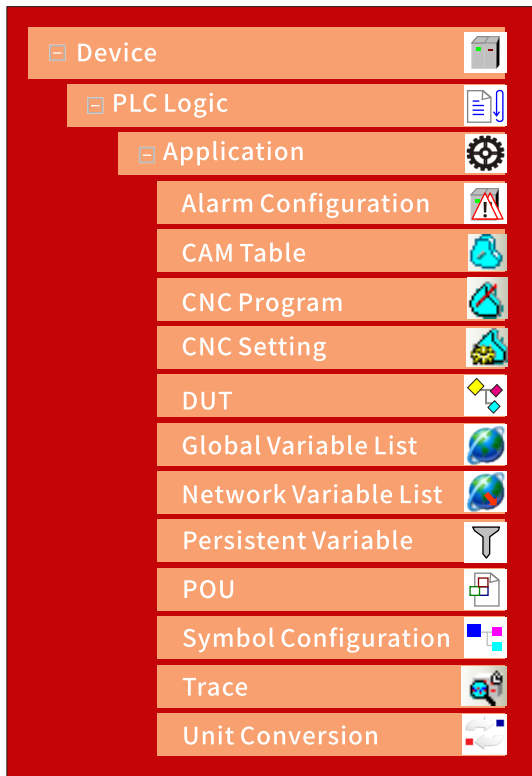 Device
PLC Logic
Application
Alarm Configuration
CAM Table
CNC Program
CNC Setting
DUT
Global Variable List
Network Variable List
Persistent Variable
POU
Symbol Configuration
Trace
Unit Conversion